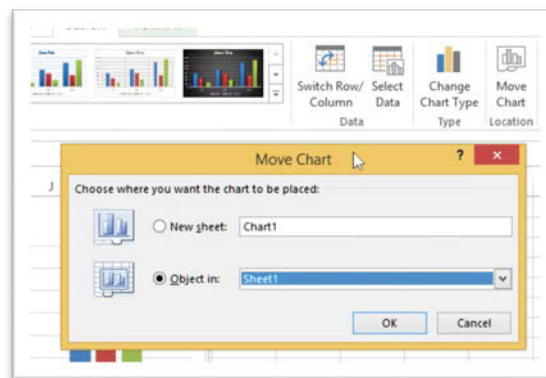 Switch Row/ Select Change Move
Column Data Chart Type Chart
Data Type Location
Move Chart ? ×
J
Choose where you want the chart to be placed:
New sheet: Chart1
Object in: Sheet1
OK Cancel